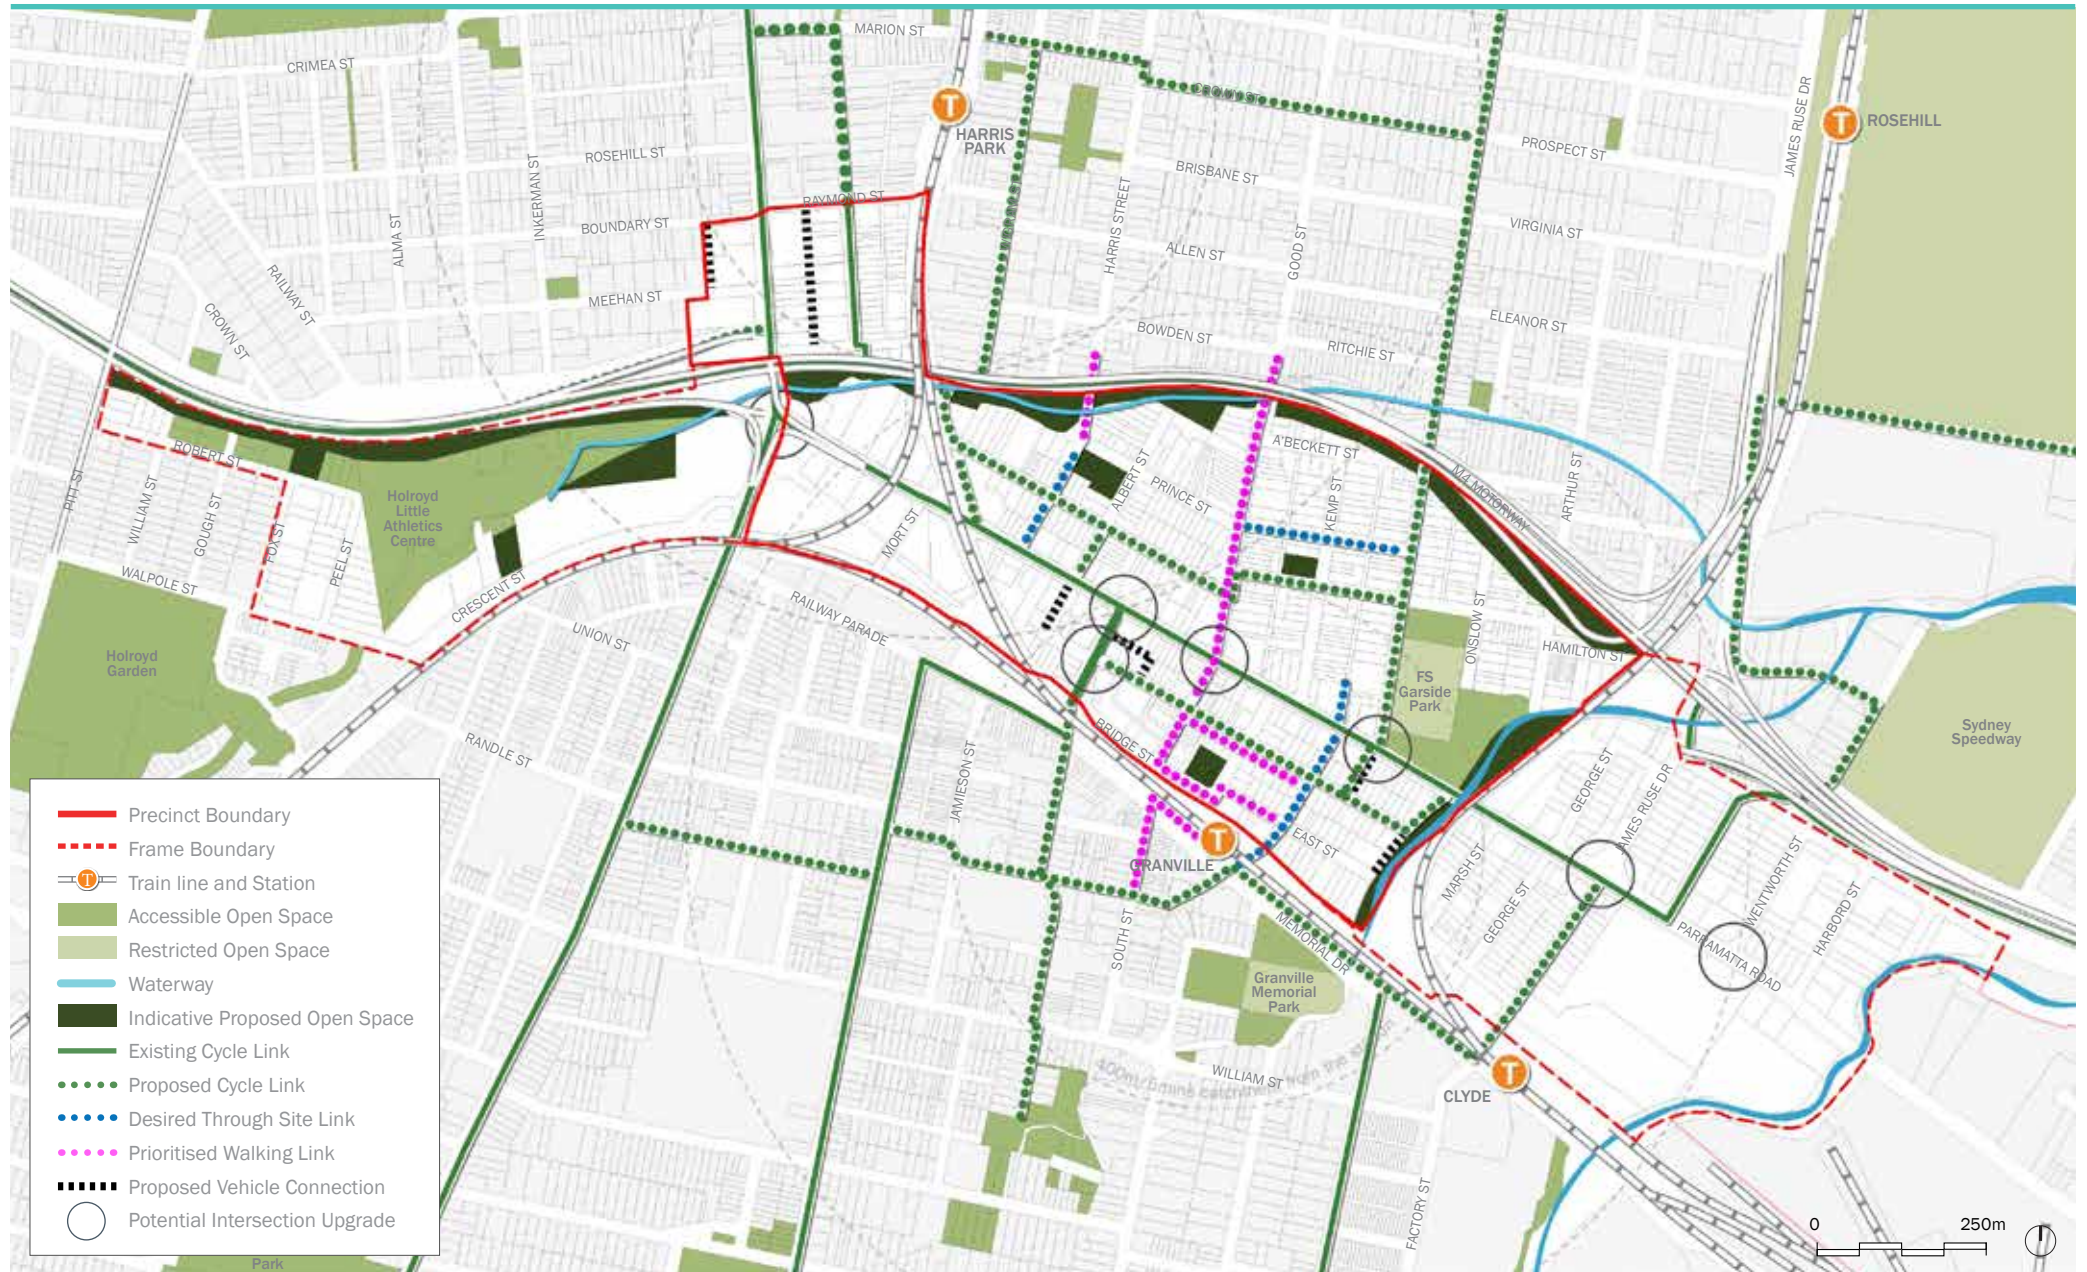 MARION ST
CRIMEA ST
T
HARRIS
PARK
JAMES RUSE DR
T
ROSEHILL
CROWN ST
PROSPECT ST
ROSEHILL ST
INKERMAN ST
BRISBANE ST
RAYMOND ST
HARRIS STREET
VIRGINIA ST
BOUNDARY ST
ALMA ST
ALLEN ST
GOOD ST
RAILWAY ST
MEEHAN ST
CROWN ST
BOWDEN ST
RITCHIE ST
ELEANOR ST
A'BECKETT ST
M4 MOTORWAY
ARTHUR ST
ROBERT ST
PITT ST
WILLIAM ST
GOUGH ST
FOX ST
PEEL ST
Holroyd
Little
Athletics
Centre
MORT ST
ALBERT ST
PRINCE ST
KEMP ST
WALPOLE ST
CRESCENT ST
UNION ST
RAILWAY PARADE
ONSLOW ST
HAMILTON ST
Holroyd
Garden
FS
Garside
Park
Sydney
Speedway
RANDLE ST
BRIDGE ST
JAMIESON ST
GEORGE ST
JAMES RUSE DR
T
GRANVILLE
EAST ST
MARSH ST
GEORGE ST
WENTWORTH ST
HARBORD ST
PARRAMATTA ROAD
SOUTH ST
MEMORIAL DR
Granville
Memorial
Park
WILLIAM ST
T
CLYDE
FACTORY ST
Precinct Boundary
Frame Boundary
T
Train line and Station
Accessible Open Space
Restricted Open Space
Waterway
Indicative Proposed Open Space
Existing Cycle Link
Proposed Cycle Link
Desired Through Site Link
Prioritised Walking Link
Proposed Vehicle Connection
Potential Intersection Upgrade
Park
0 250m